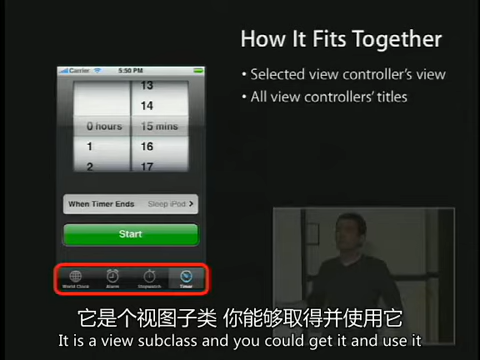 How It Fits Together
• Selected view controller's view
• All view controllers' titles
Carrier 5:50 PM
13
14
0 hours 15 mins
1 16
2 17
When Timer Ends Sleep iPod >
Start
World Clock Alarm Stopwatch Timer
它是个视图子类 你能够取得并使用它
It is a view subclass and you could get it and use it